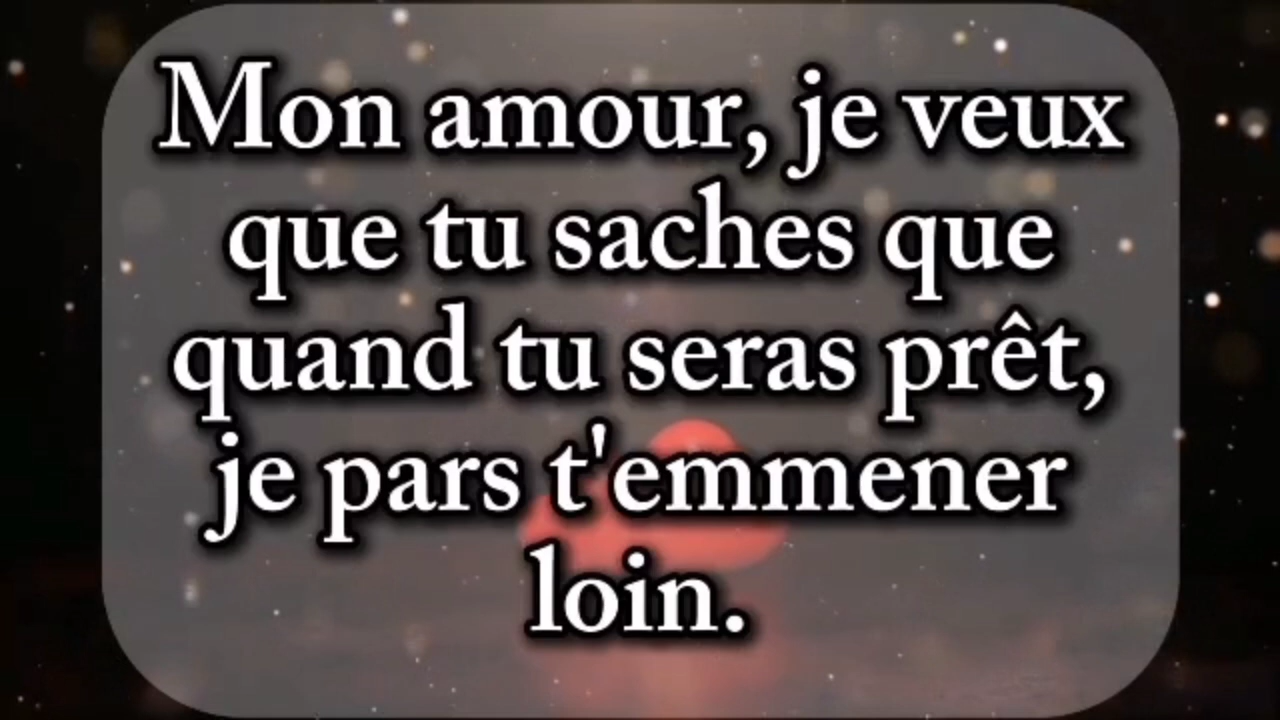 Mon amour, je veux
que tu saches que
quand tu seras prêt,
je pars t'emmener
loin.